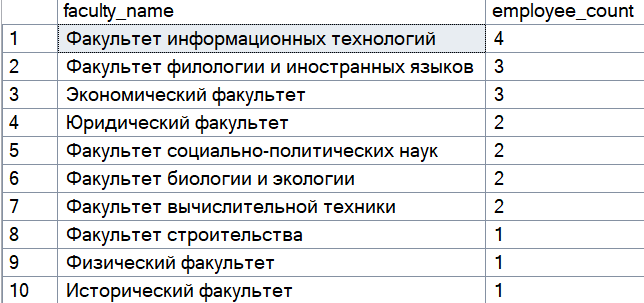 faculty_name employee_count
1 Факультет информационных технологий 4
2 Факультет филологии и иностранных языков 3
3 Экономический факультет 3
4 Юридический факультет 2
5 Факультет социально-политических наук 2
6 Факультет биологии и экологии 2
7 Факультет вычислительной техники 2
8 Факультет строительства 1
9 Физический факультет 1
10 Исторический факультет 1